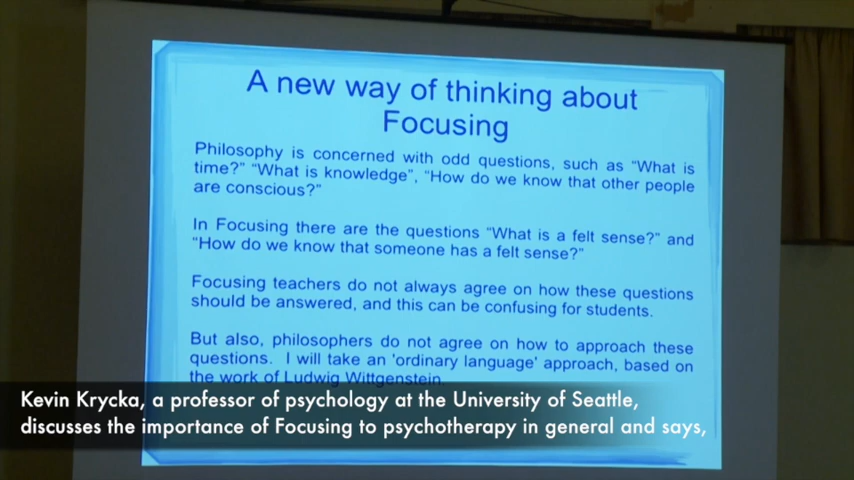 A new way of thinking about
Focusing
Philosophy is concerned with odd questions, such as “What is
time?” “What is knowledge”, “How do we know that other people
are conscious?”
In Focusing there are the questions “What is a felt sense?” and
“How do we know that someone has a felt sense?”
Focusing teachers do not always agree on how these questions
should be answered, and this can be confusing for students.
But also, philosophers do not agree on how to approach these
questions. I will take an 'ordinary language' approach, based on
the work of Ludwig Wittgenstein.
Kevin Krycka, a professor of psychology at the University of Seattle,
discusses the importance of Focusing to psychotherapy in general and says,